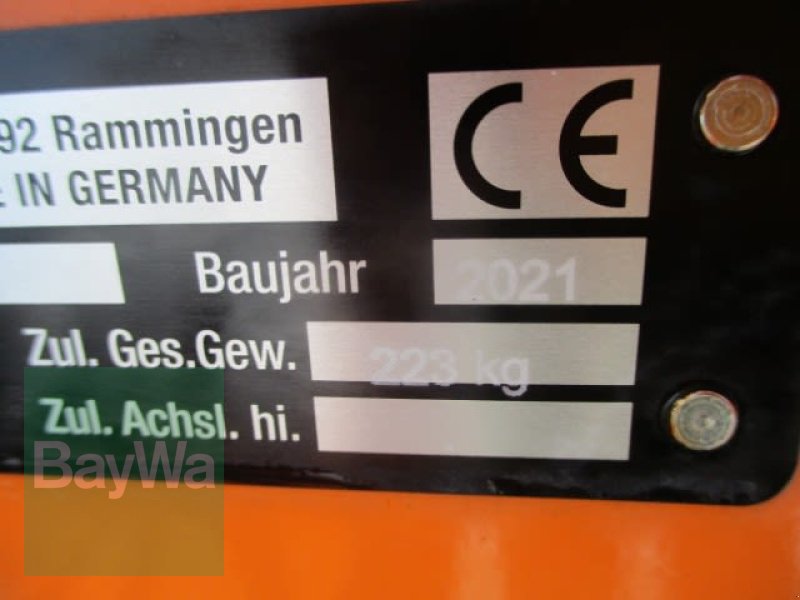 92 Rammingen
IN GERMANY
CE
Baujahr 2021
Zul. Ges.Gew. 223 kg
Zul. Achsl. hi.
BayWa